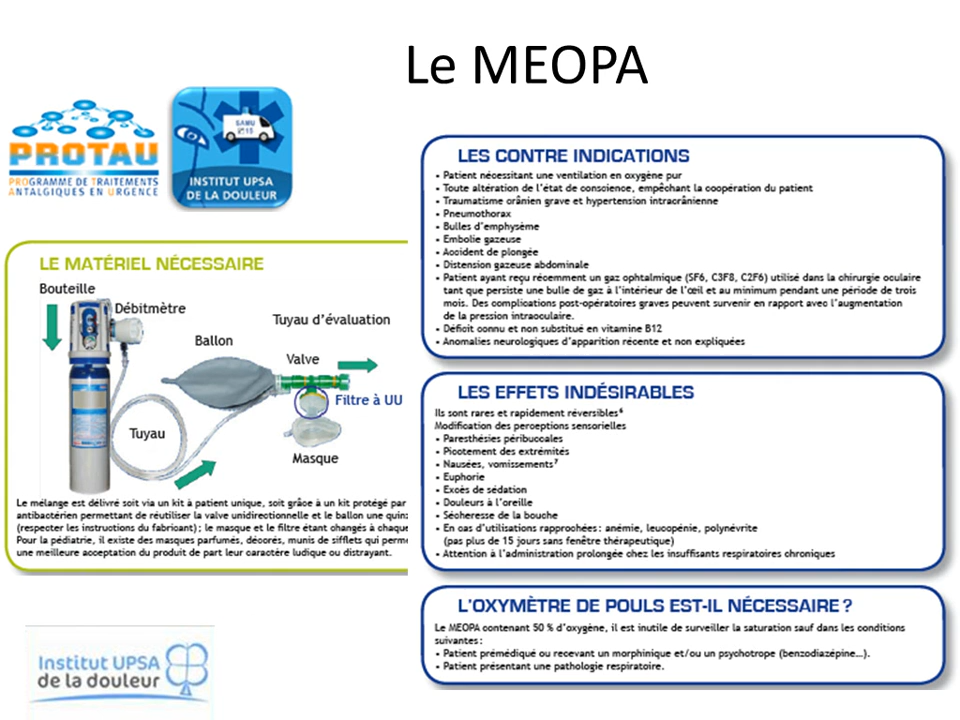 Le MEOPA
PROTAU
PROGRAMME DE TRAITEMENTS
ANTALGIQUES EN URGENCE
SAMU
INSTITUT UPSA
DE LA DOULEUR
LE MATÉRIEL NÉCESSAIRE
Bouteille
Débitmètre
Ballon
Tuyau d’évaluation
Valve
Filtre à UU
Tuyau
Masque
Le mélange est délivré soit via un kit à patient unique, soit grâce à un kit protégé par
antibactérien permettant de réutiliser la valve unidirectionnelle et le ballon une quin
(respecter les instructions du fabricant) ; le masque et le filtre étant changés à chaque
Pour la pédiatrie, il existe des masques parfumés, décorés, munis de sifflets qui perm
une meilleure acceptation du produit de part leur caractère ludique ou distrayant.
Institut UPSA
de la douleur
LES CONTRE INDICATIONS
• Patient nécessitant une ventilation en oxygène pur
• Toute altération de l’état de conscience, empêchant la coopération du patient
• Traumatisme crânien grave et hypertension intracrânienne
• Pneumothorax
• Bulles d’emphysème
• Embolie gazeuse
• Accident de plongée
• Distension gazeuse abdominale
• Patient ayant reçu récemment un gaz ophtalmique (SF6, C3F8, C2F6) utilisé dans la chirurgie oculaire
tant que persiste une bulle de gaz à l’intérieur de l’œil et au minimum pendant une période de trois
mois. Des complications post-opératoires graves peuvent survenir en rapport avec l’augmentation
de la pression intraoculaire.
• Déficit connu et non substitué en vitamine B12
• Anomalies neurologiques d’apparition récente et non expliquées
LES EFFETS INDÉSIRABLES
Ils sont rares et rapidement réversibles⁶
Modification des perceptions sensorielles
• Paresthésies péribuccales
• Picotement des extrémités
• Nausées, vomissements⁷
• Euphorie
• Excès de sédation
• Douleurs à l’oreille
• Sécheresse de la bouche
• En cas d’utilisations rapprochées : anémie, leucopénie, polynévrite
(pas plus de 15 jours sans fenêtre thérapeutique)
• Attention à l’administration prolongée chez les insuffisants respiratoires chroniques
L’OXYMÈTRE DE POULS EST-IL NÉCESSAIRE ?
Le MEOPA contenant 50 % d’oxygène, il est inutile de surveiller la saturation sauf dans les conditions
suivantes :
• Patient prémédiqué ou recevant un morphinique et/ou un psychotrope (benzodiazépine...).
• Patient présentant une pathologie respiratoire.